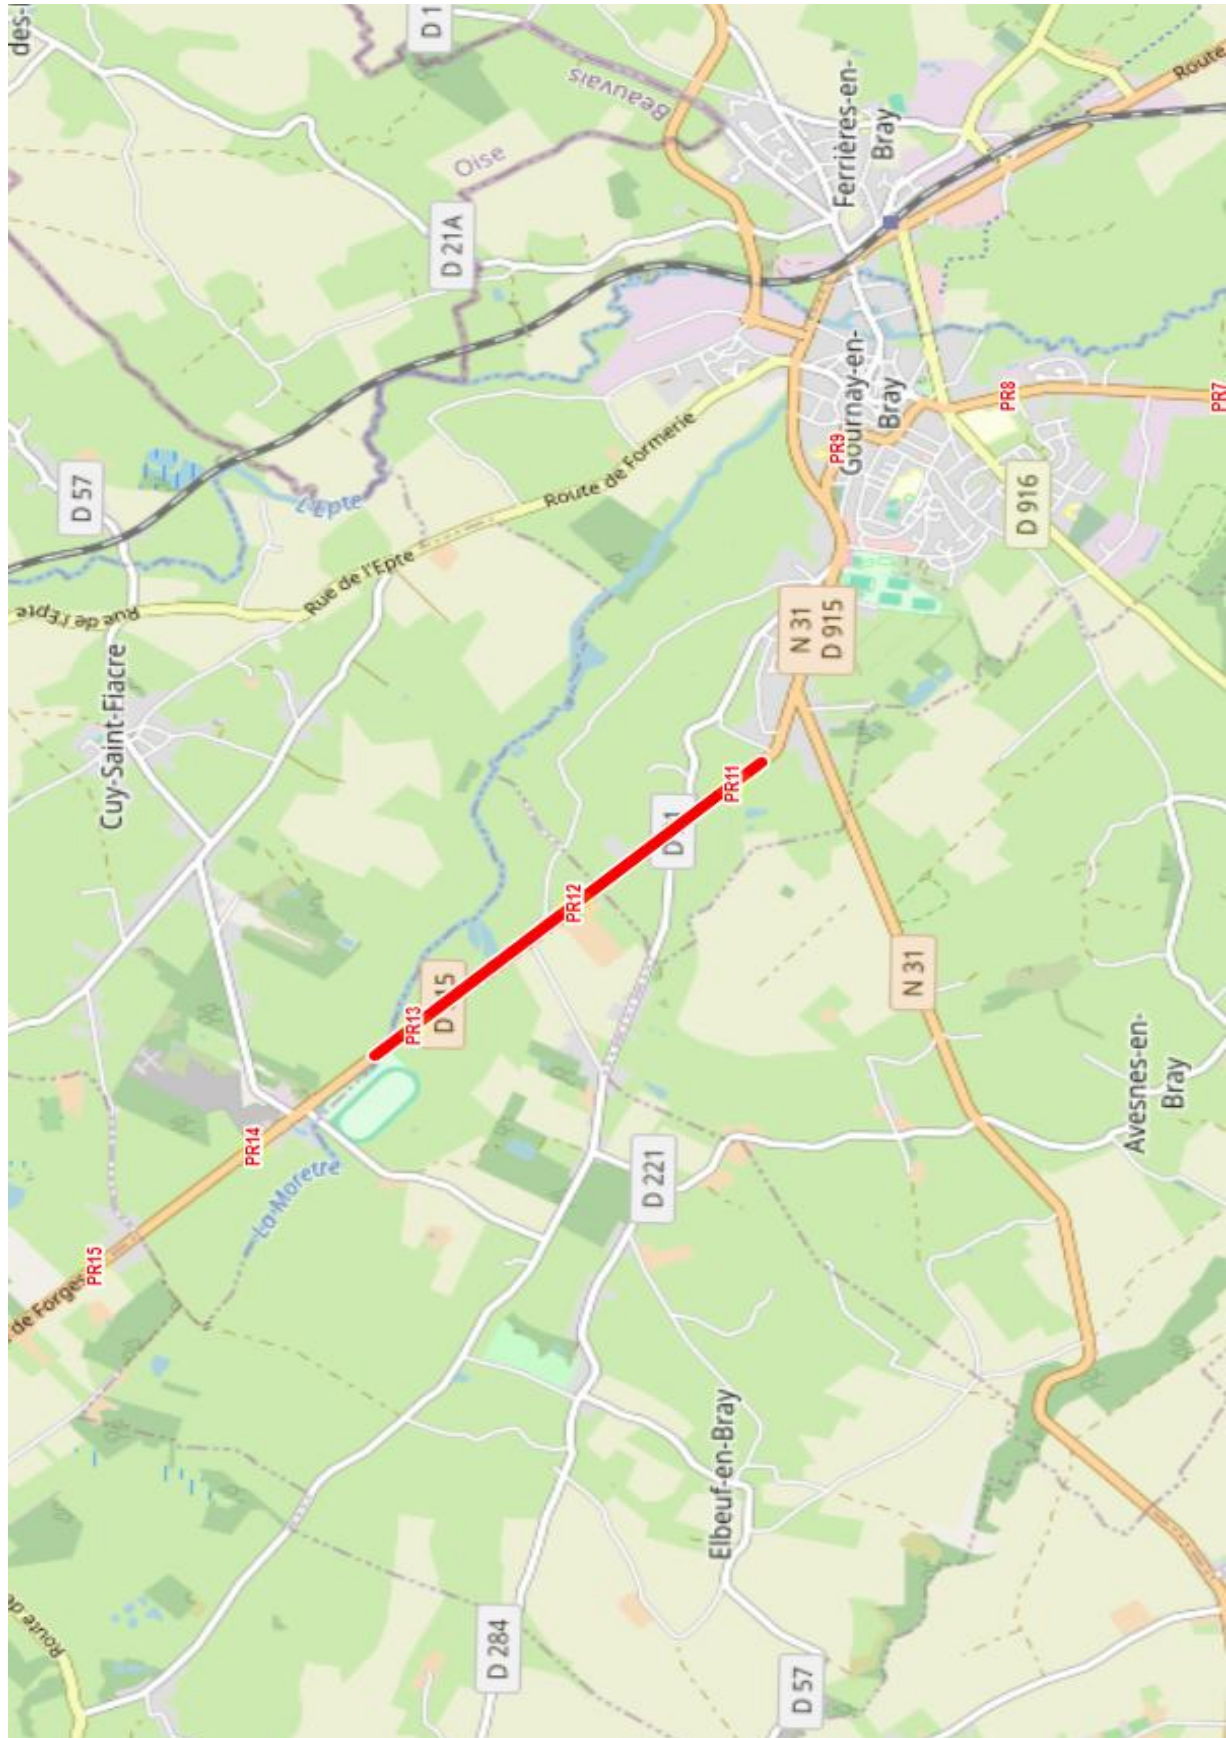 des-
D 1
Beauvais
Route
Ferrières-en-
Bray
Oise
D 21A
Gournay-en-
Bray
PR9
PR8
PR7
D 57
L'Epte
Route de Formerie
D 916
Rue de l'Epte
Rue de l'Epte
N 31
D 915
Cuy-Saint-Fiacre
PR11
PR12
N 31
PR13
PR14
La Morette
Avesnes-en-
Bray
D 221
PR15
de Forges
Elbeuf-en-Bray
Route de
D 284
D 57